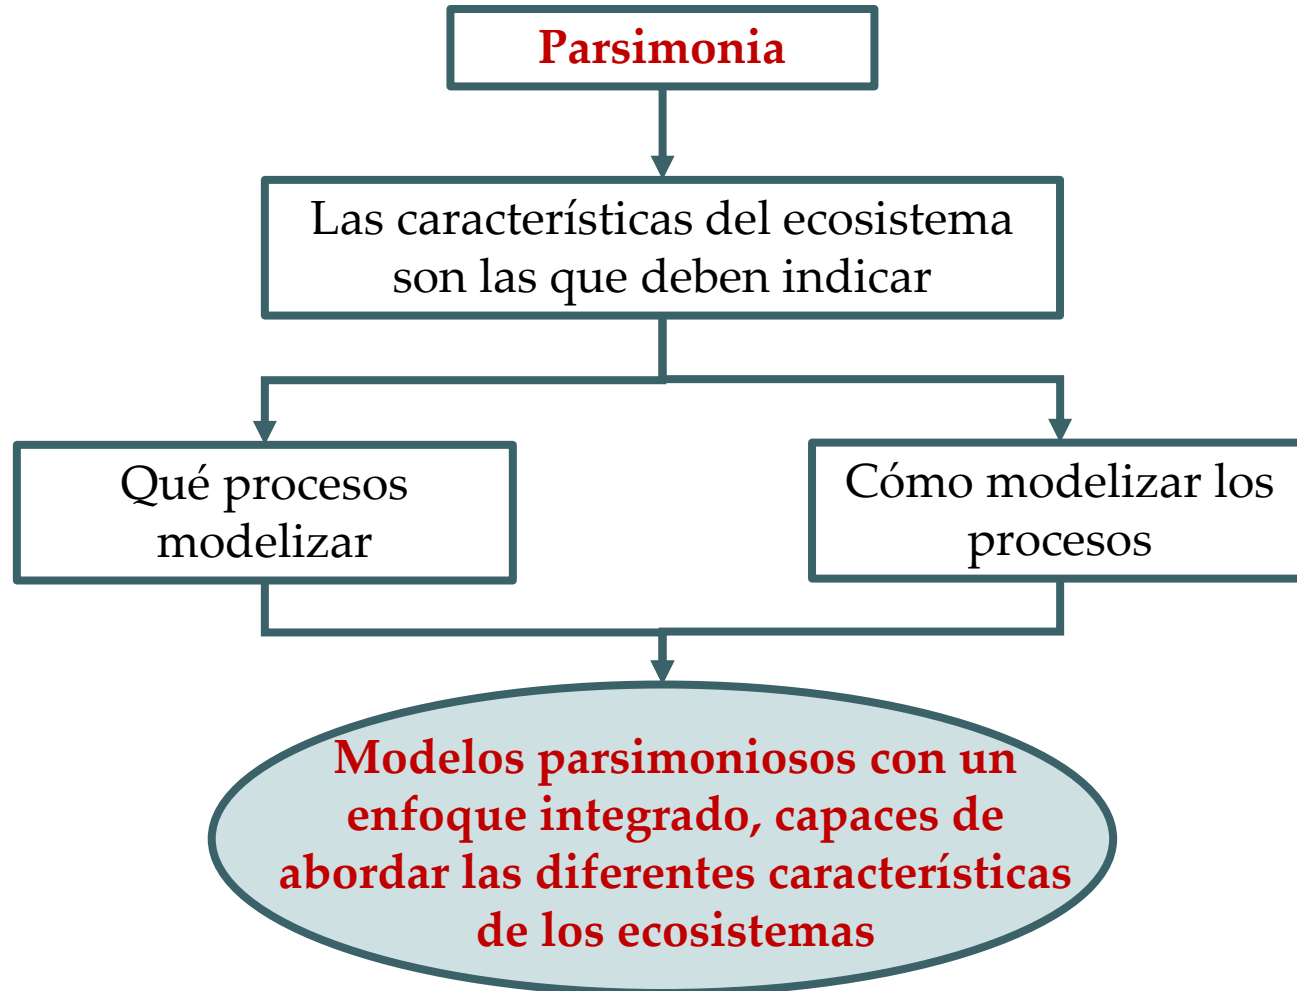 Parsimonia
Las características del ecosistema
son las que deben indicar
Qué procesos
modelizar
Cómo modelizar los
procesos
Modelos parsimoniosos con un
enfoque integrado, capaces de
abordar las diferentes características
de los ecosistemas